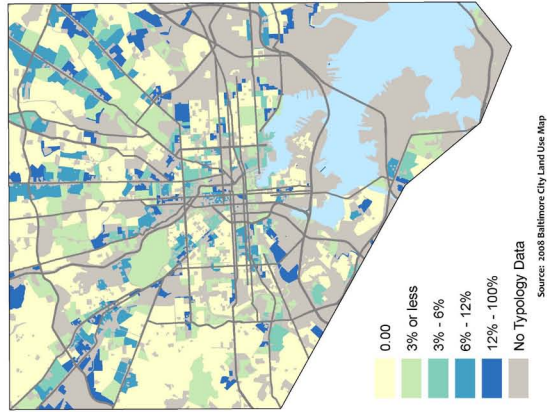 0.00
3% or less
3% - 6%
6% - 12%
12% - 100%
No Typology Data
Source: 2008 Baltimore City Land Use Map